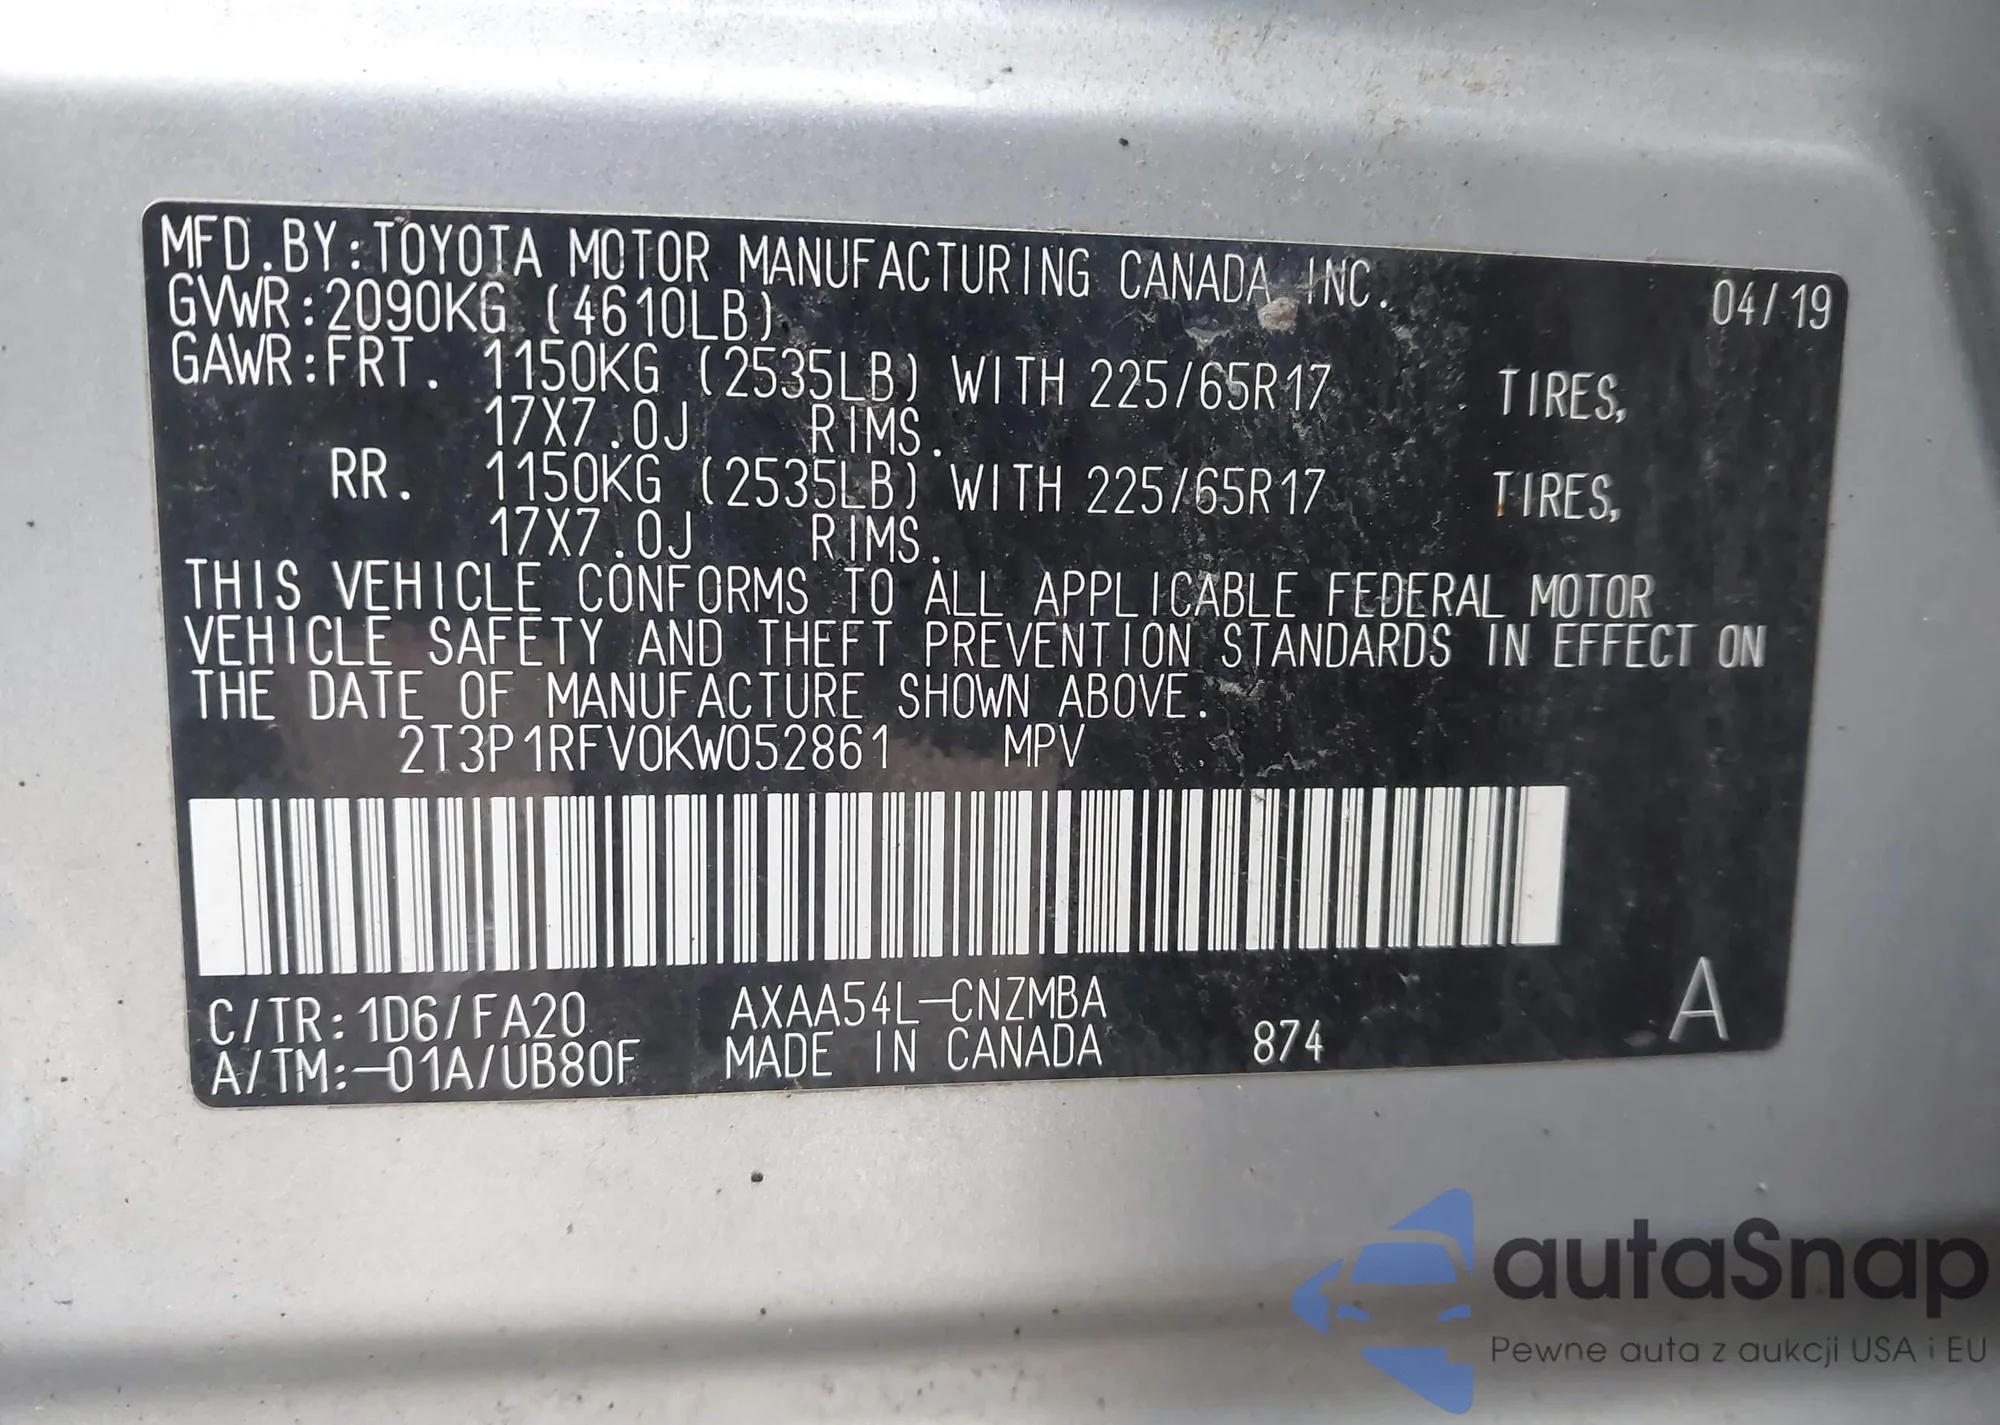 MFD.BY:TOYOTA MOTOR MANUFACTURING CANADA INC. 04/19
GVWR:2090KG (4610LB)
GAWR:FRT. 1150KG (2535LB) WITH 225/65R17 TIRES,
17X7.0J RIMS.
RR. 1150KG (2535LB) WITH 225/65R17 TIRES,
17X7.0J RIMS.
THIS VEHICLE CONFORMS TO ALL APPLICABLE FEDERAL MOTOR
VEHICLE SAFETY AND THEFT PREVENTION STANDARDS IN EFFECT ON
THE DATE OF MANUFACTURE SHOWN ABOVE.
2T3P1RFV0KW052861 MPV
C/TR:1D6/FA20 AXAA54L-CNZMBA A
A/TM:-01A/UB80F MADE IN CANADA 874
autaSnap
Pewne auta z aukcji USA i EU